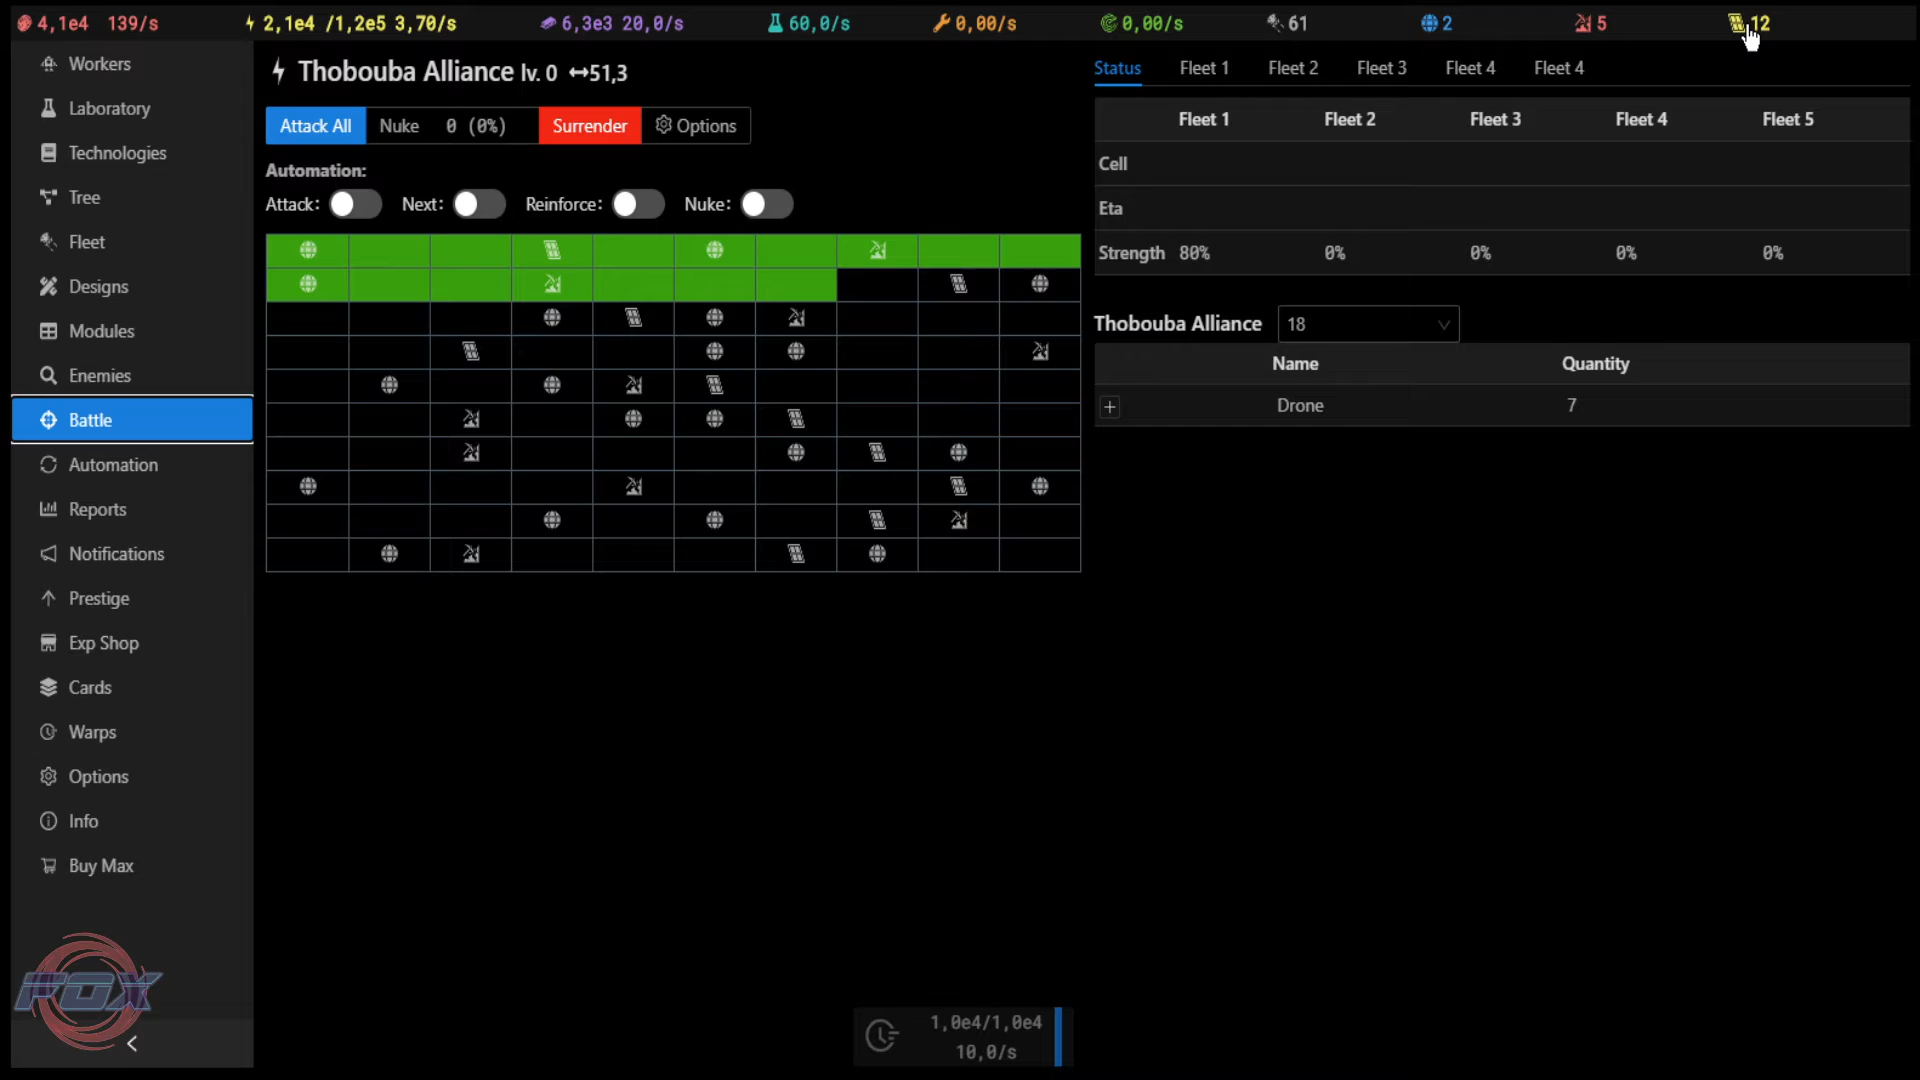 4,1e4 139/s 2,1e4 /1,2e5 3,70/s 6,3e3 20,0/s 60,0/s 0,00/s 0,00/s 61 2 5 12
Workers
Laboratory
Technologies
Tree
Fleet
Designs
Modules
Enemies
Battle
Automation
Reports
Notifications
Prestige
Exp Shop
Cards
Warps
Options
Info
Buy Max
FOX
Thobouba Alliance lv. 0 ↔51,3
Attack All Nuke 0 (0%) Surrender Options
Automation:
Attack: Next: Reinforce: Nuke:
Status Fleet 1 Fleet 2 Fleet 3 Fleet 4 Fleet 4
Fleet 1 Fleet 2 Fleet 3 Fleet 4 Fleet 5
Cell
Eta
Strength 80% 0% 0% 0% 0%
Thobouba Alliance 18
Name Quantity
Drone 7
1,0e4/1,0e4
10,0/s